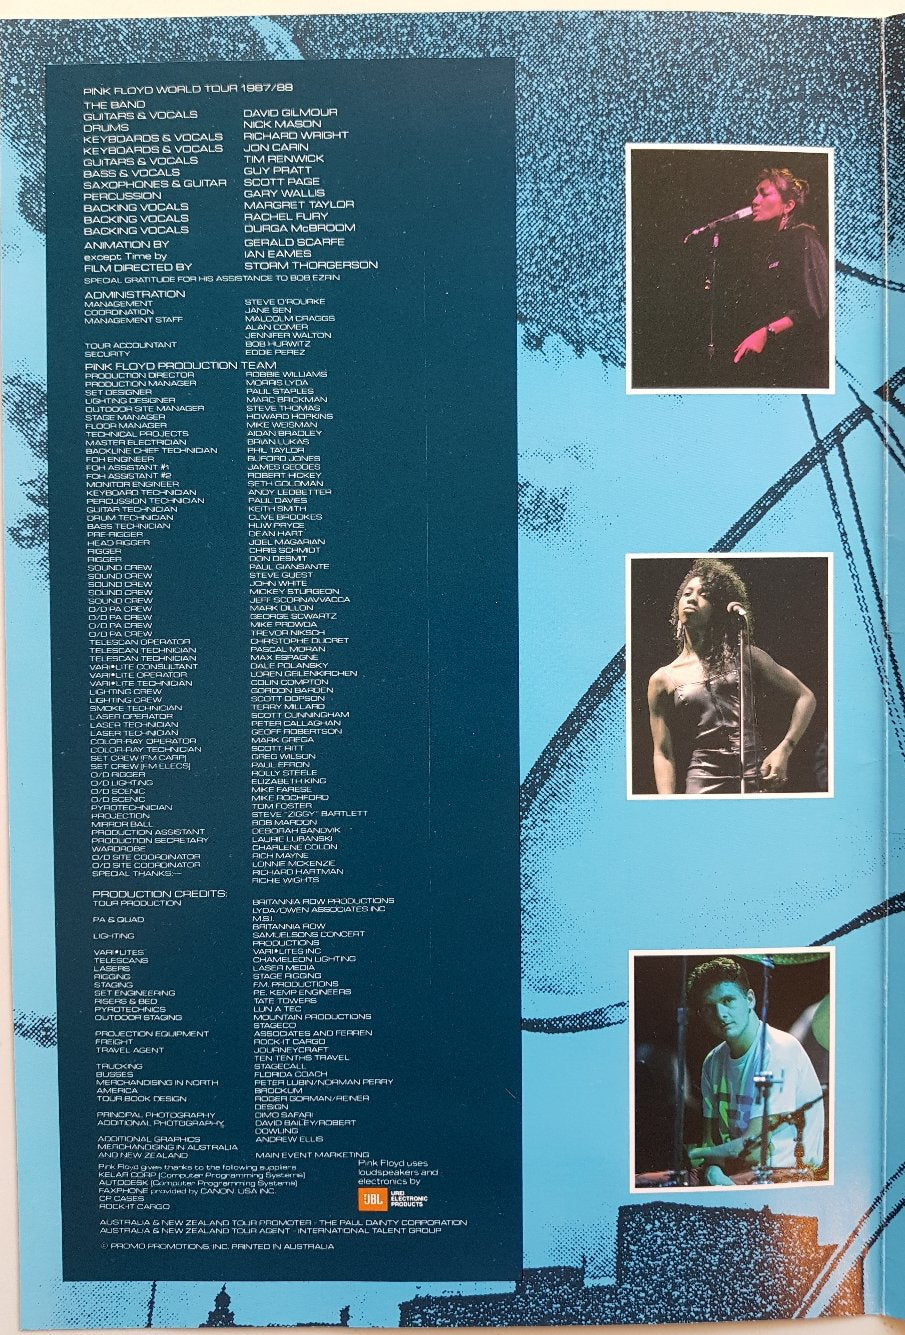 PINK FLOYD WORLD TOUR 1987/88
THE BAND
GUITARS & VOCALS DAVID GILMOUR
DRUMS NICK MASON
KEYBOARDS & VOCALS RICHARD WRIGHT
KEYBOARDS & VOCALS JON CARIN
GUITARS & VOCALS TIM RENWICK
BASS & VOCALS GUY PRATT
SAXOPHONES & GUITAR SCOTT PAGE
PERCUSSION GARY WALLIS
BACKING VOCALS MARGRET TAYLOR
BACKING VOCALS RACHEL FURY
BACKING VOCALS DURGA McBROOM
ANIMATION BY GERALD SCARFE
except Time by IAN EAMES
FILM DIRECTED BY STORM THORGERSON
SPECIAL GRATITUDE FOR HIS ASSISTANCE TO BOB EZRIN
ADMINISTRATION
MANAGEMENT STEVE O'ROURKE
COORDINATION JANE SEN
MANAGEMENT STAFF MALCOLM CRAGGS
ALAN COMER
JENNIFER WALTON
TOUR ACCOUNTANT BOB HURWITZ
SECURITY EDDIE PEREZ
PINK FLOYD PRODUCTION TEAM
PRODUCTION DIRECTOR ROBBIE WILLIAMS
PRODUCTION MANAGER MORRIS LYDA
SET DESIGNER PAUL STAPLES
LIGHTING DESIGNER MARC BRICKMAN
OUTDOOR SITE MANAGER STEVE THOMAS
STAGE MANAGER HOWARD HOPKINS
FLOOR MANAGER MIKE WEISMAN
TECHNICAL PROJECTS AIDAN BRADLEY
MASTER ELECTRICIAN BRIAN LUKAS
BACKLINE CHIEF TECHNICIAN PHIL TAYLOR
FOH ENGINEER BUFORD JONES
FOH ASSISTANT #1 JAMES GEDDES
FOH ASSISTANT #2 ROBERT HICKEY
MONITOR ENGINEER SETH GOLDMAN
KEYBOARD TECHNICIAN ANDY LEDBETTER
PERCUSSION TECHNICIAN PAUL DAVIES
GUITAR TECHNICIAN KEITH SMITH
DRUM TECHNICIAN CLIVE BROOKES
BASS TECHNICIAN HUW PRYCE
PRE-RIGGER DEAN HART
HEAD RIGGER JOEL MAGARIAN
RIGGER CHRIS SCHMIDT
RIGGER DON DESMIT
SOUND CREW PAUL GIANSANTE
SOUND CREW STEVE GUEST
SOUND CREW JOHN WHITE
SOUND CREW MICKEY STURGEON
SOUND CREW JEFF SCORNAVVACCA
O/D PA CREW MARK DILLON
O/D PA CREW GEORGE SCWARTZ
O/D PA CREW MIKE PROWDA
O/D PA CREW TREVOR NIKSCH
TELESCAN OPERATOR CHRISTOPHE DUCRET
TELESCAN TECHNICIAN PASCAL MORAN
TELESCAN TECHNICIAN MAX ESPAGNE
VARI*LITE CONSULTANT DALE POLANSKY
VARI*LITE OPERATOR LOREN GEILENKIRCHEN
VARI*LITE TECHNICIAN COLIN COMPTON
LIGHTING CREW GORDON BARDEN
LIGHTING CREW SCOTT DOPSON
SMOKE TECHNICIAN TERRY MILLARD
LASER OPERATOR SCOTT CUNNINGHAM
LASER TECHNICIAN PETER CALLAGHAN
LASER TECHNICIAN GEOFF ROBERTSON
COLOR-RAY OPERATOR MARK GREGA
COLOR-RAY TECHNICIAN SCOTT RITT
SET CREW (FM CARP) GREG WILSON
SET CREW (FM ELECS) PAUL EFRON
O/D RIGGER ROLLY STEELE
O/D LIGHTING ELIZABETH KING
O/D SCENIC MIKE FARESE
O/D SCENIC MIKE ROCHFORD
PYROTECHNICIAN TOM FOSTER
PROJECTION STEVE "ZIGGY" BARTLETT
MIRROR BALL BOB MARDON
PRODUCTION ASSISTANT DEBORAH SANDVIK
PRODUCTION SECRETARY LAURIE LUBANSKI
WARDROBE CHARLENE COLON
O/D SITE COORDINATOR RICH MAYNE
O/D SITE COORDINATOR LONNIE MCKENZIE
SPECIAL THANKS:— RICHARD HARTMAN
RICHIE WIGHTS
PRODUCTION CREDITS:
TOUR PRODUCTION BRITANNIA ROW PRODUCTIONS
LYDA/OWEN ASSOCIATES INC
PA & QUAD M.S.I.
BRITANNIA ROW
LIGHTING SAMUELSONS CONCERT
PRODUCTIONS
VARI*LITES VARI*LITES INC
TELESCANS CHAMELEON LIGHTING
LASERS LASER MEDIA
RIGGING STAGE RIGGING
STAGING F.M. PRODUCTIONS
SET ENGINEERING P.E. KEMP ENGINEERS
RISERS & BED TATE TOWERS
PYROTECHNICS LUN A TEC
OUTDOOR STAGING MOUNTAIN PRODUCTIONS
STAGECO
PROJECTION EQUIPMENT ASSOCIATES AND FERREN
FREIGHT ROCK-IT CARGO
TRAVEL AGENT JOURNEYCRAFT
TEN TENTHS TRAVEL
TRUCKING STAGECALL
BUSSES FLORIDA COACH
MERCHANDISING IN NORTH PETER LUBIN/NORMAN PERRY
AMERICA BROCKUM
TOUR BOOK DESIGN ROGER GORMAN/REINER
DESIGN
PRINCIPAL PHOTOGRAPHY DIMO SAFARI
ADDITIONAL PHOTOGRAPHY DAVID BAILEY/ROBERT
DOWLING
ADDITIONAL GRAPHICS ANDREW ELLIS
MERCHANDISING IN AUSTRALIA
AND NEW ZEALAND MAIN EVENT MARKETING
Pink Floyd gives thanks to the following suppliers
KELAR CORP (Computer Programming Systems)
AUTODESK (Computer Programming Systems)
FAXPHONE provided by CANON USA INC.
CP CASES
ROCK-IT CARGO
Pink Floyd uses
loudspeakers and
electronics by
JBL UREI
ELECTRONIC
PRODUCTS
AUSTRALIA & NEW ZEALAND TOUR PROMOTER - THE PAUL DAINTY CORPORATION
AUSTRALIA & NEW ZEALAND TOUR AGENT - INTERNATIONAL TALENT GROUP
© PROMO PROMOTIONS, INC. PRINTED IN AUSTRALIA